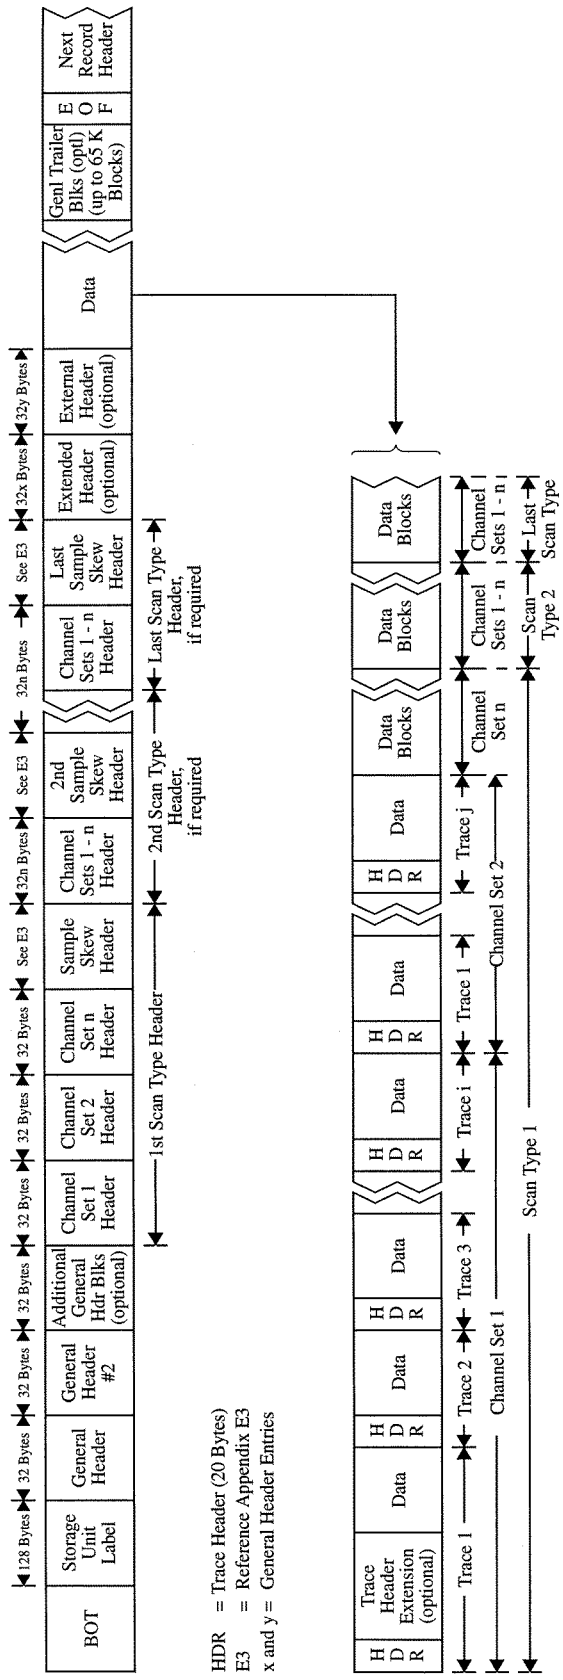 128 Bytes
32 Bytes
32 Bytes
32 Bytes
32 Bytes
32 Bytes
32 Bytes
See E3
32n Bytes
See E3
32n Bytes
See E3
32x Bytes
32y Bytes
BOT
Storage
Unit
Label
General
Header
General
Header
#2
Additional
General
Hdr Blks
(optional)
Channel
Set 1
Header
Channel
Set 2
Header
Channel
Set n
Header
Sample
Skew
Header
Channel
Sets 1 - n
Header
2nd
Sample
Skew
Header
Channel
Sets 1 - n
Header
Last
Sample
Skew
Header
Extended
Header
(optional)
External
Header
(optional)
Data
Genl Trailer
Blks (optl)
(up to 65 K
Blocks)
E
O
F
Next
Record
Header
1st Scan Type Header
2nd Scan Type
Header,
if required
Last Scan Type
Header,
if required
HDR = Trace Header (20 Bytes)
E3 = Reference Appendix E3
x and y = General Header Entries
H
D
R
Trace
Header
Extension
(optional)
Data
H
D
R
Data
H
D
R
Data
H
D
R
Data
H
D
R
Data
H
D
R
Data
Data
Blocks
Data
Blocks
Data
Blocks
Trace 1
Trace 2
Trace 3
Trace i
Trace 1
Trace j
Channel
Set n
Channel
Sets 1 - n
Channel
Sets 1 - n
Channel Set 1
Channel Set 2
Scan Type 1
Scan
Type 2
Last
Scan Type